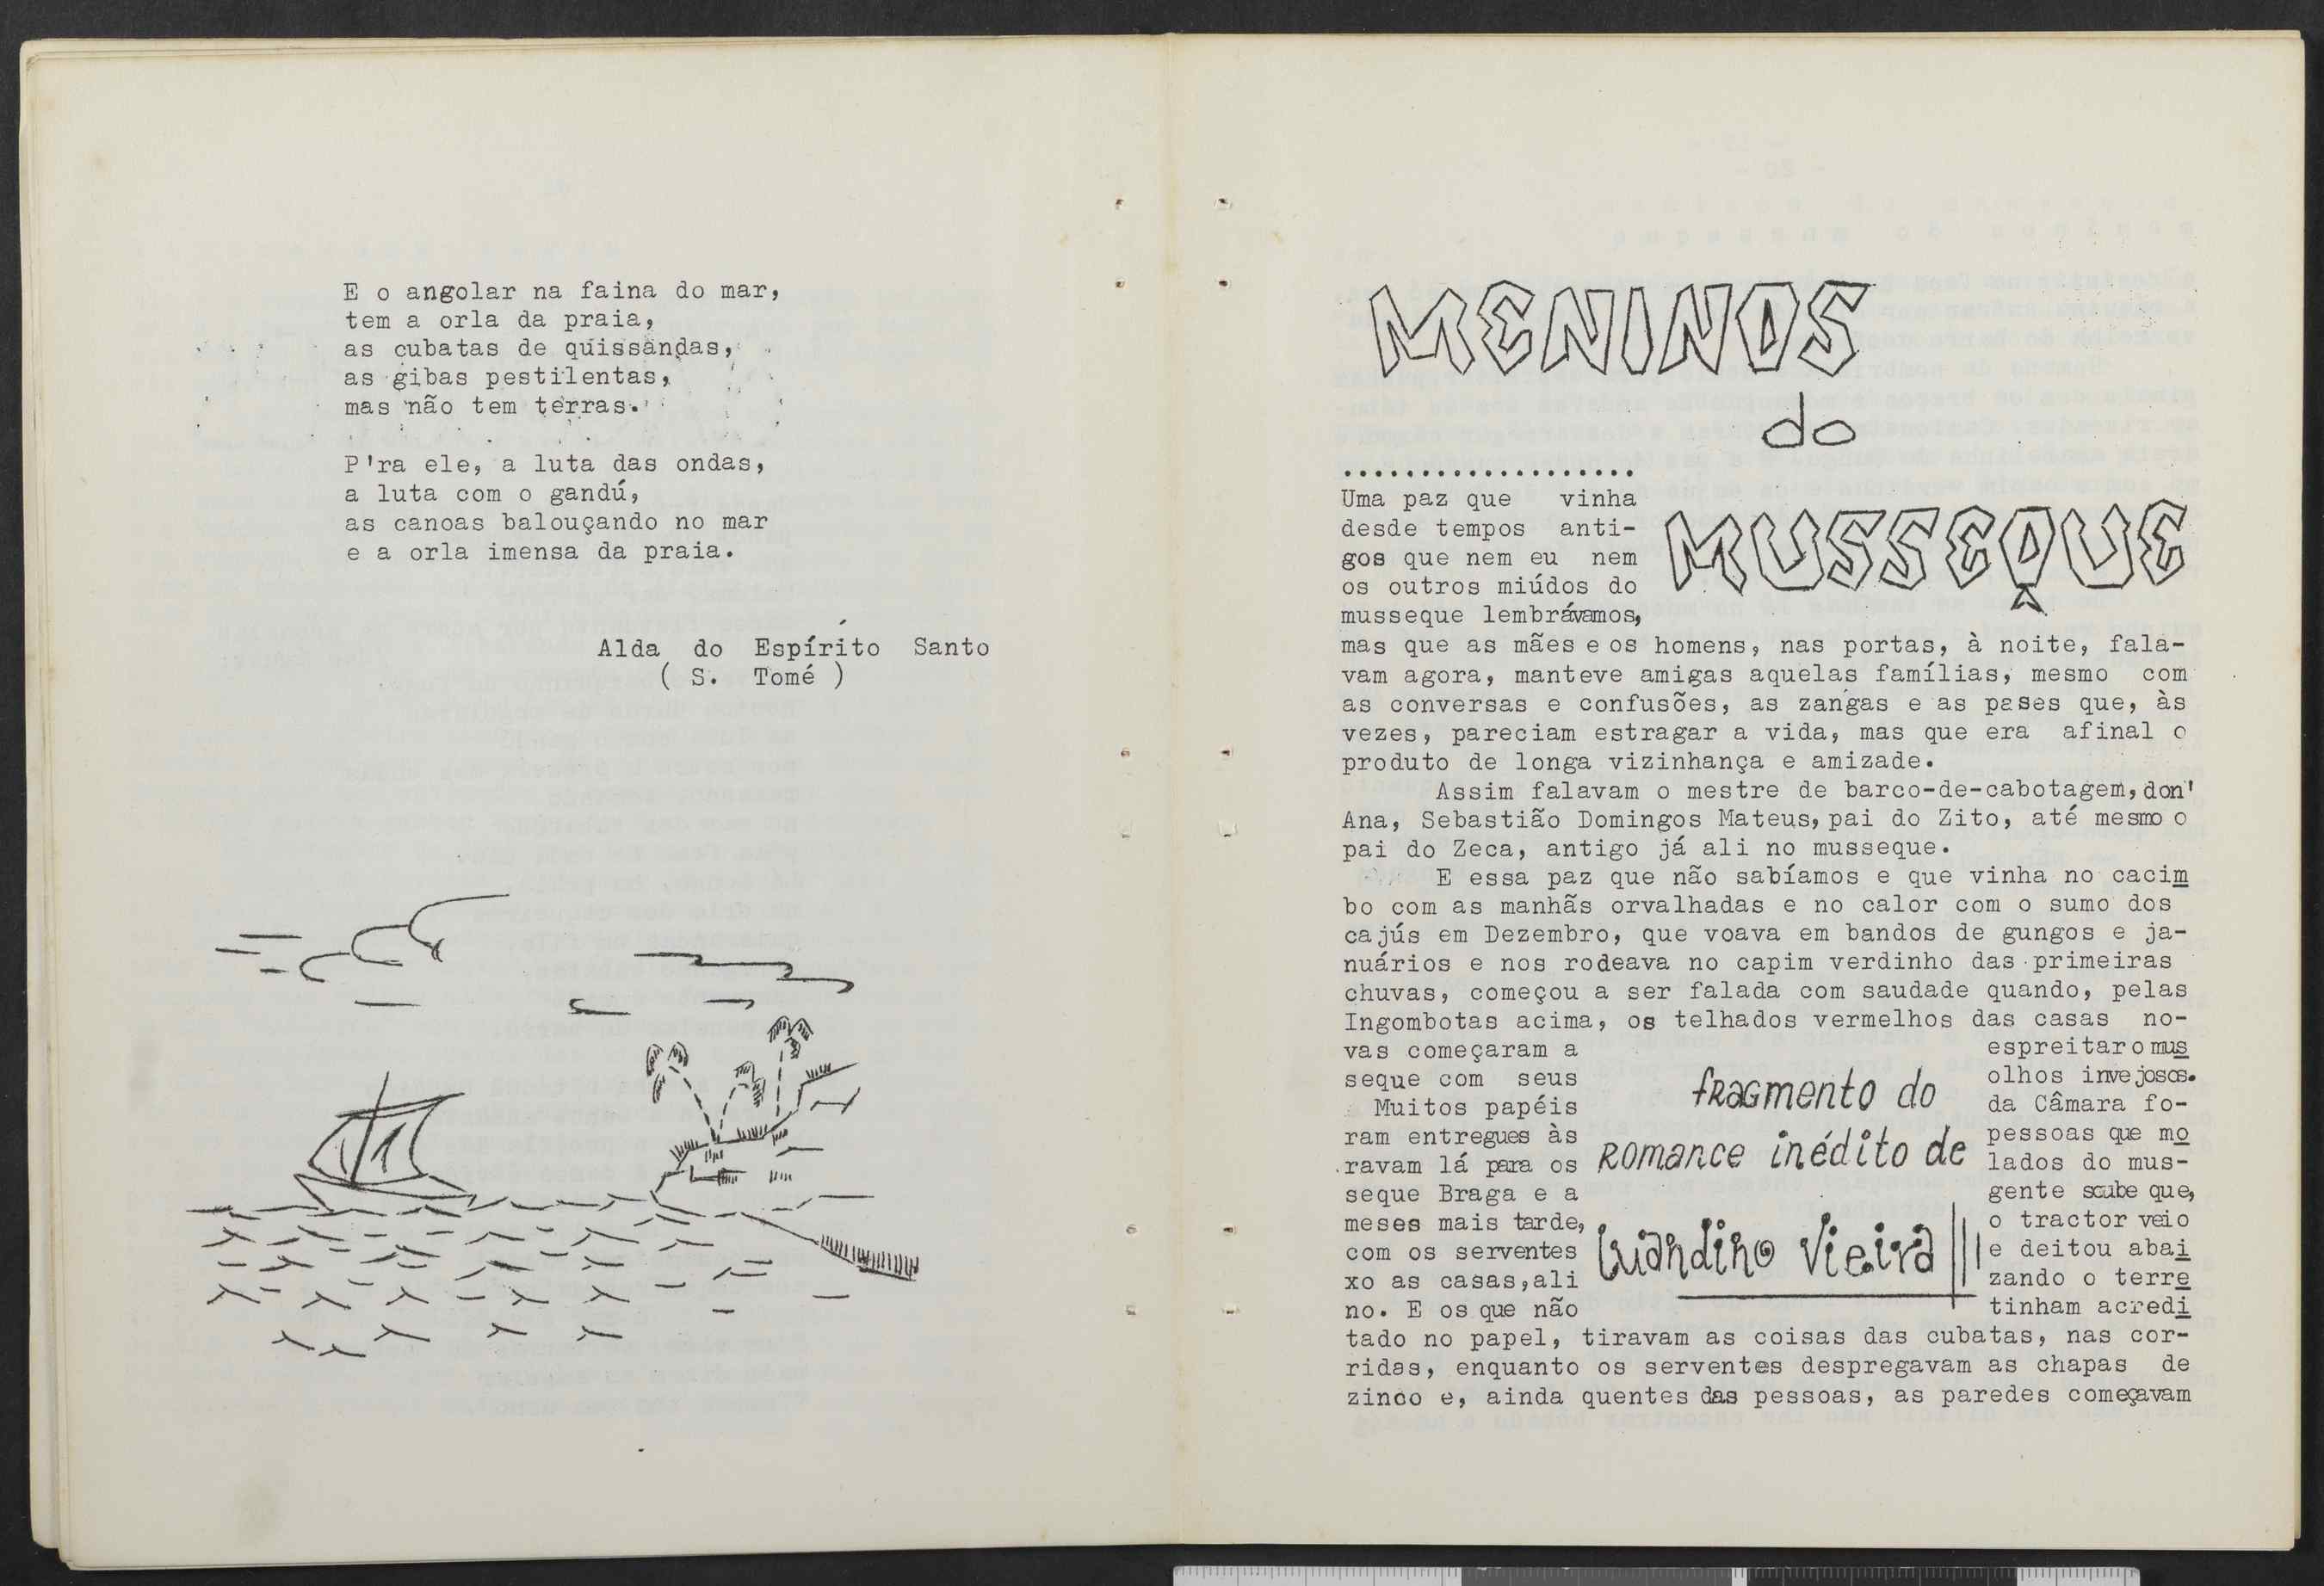 E o angolar na faina do mar,
tem a orla da praia,
as cubatas de quissandas,
as gibas pestilentas,
mas não tem terras.
P'ra ele, a luta das ondas,
a luta com o gandú,
as canoas balouçando no mar
e a orla imensa da praia.
Alda do Espírito Santo
( S. Tomé )
MENINOS
do
MUSSEQUE
...................
Uma paz que vinha
desde tempos anti-
gos que nem eu nem
os outros miúdos do
musseque lembrávamos,
mas que as mães e os homens, nas portas, à noite, fala-
vam agora, manteve amigas aquelas famílias, mesmo com
as conversas e confusões, as zangas e as pases que, às
vezes, pareciam estragar a vida, mas que era afinal o
produto de longa vizinhança e amizade.
Assim falavam o mestre de barco-de-cabotagem, don'
Ana, Sebastião Domingos Mateus, pai do Zito, até mesmo o
pai do Zeca, antigo já ali no musseque.
E essa paz que não sabíamos e que vinha no cacim
bo com as manhãs orvalhadas e no calor com o sumo dos
cajús em Dezembro, que voava em bandos de gungos e ja-
nuários e nos rodeava no capim verdinho das primeiras
chuvas, começou a ser falada com saudade quando, pelas
Ingombotas acima, os telhados vermelhos das casas no-
vas começaram a espreitar o mus
seque com seus olhos invejosos.
Muitos papéis da Câmara fo-
ram entregues às pessoas que mo
ravam lá para os lados do mus-
seque Braga e a gente soube que,
meses mais tarde, o tractor veio
com os serventes e deitou abai
xo as casas, ali zando o terre
no. E os que não tinham acredi
tado no papel, tiravam as coisas das cubatas, nas cor-
ridas, enquanto os serventes despregavam as chapas de
zinco e, ainda quentes das pessoas, as paredes começavam
fRaGmento do
Romance inédito de
luandino Vieira